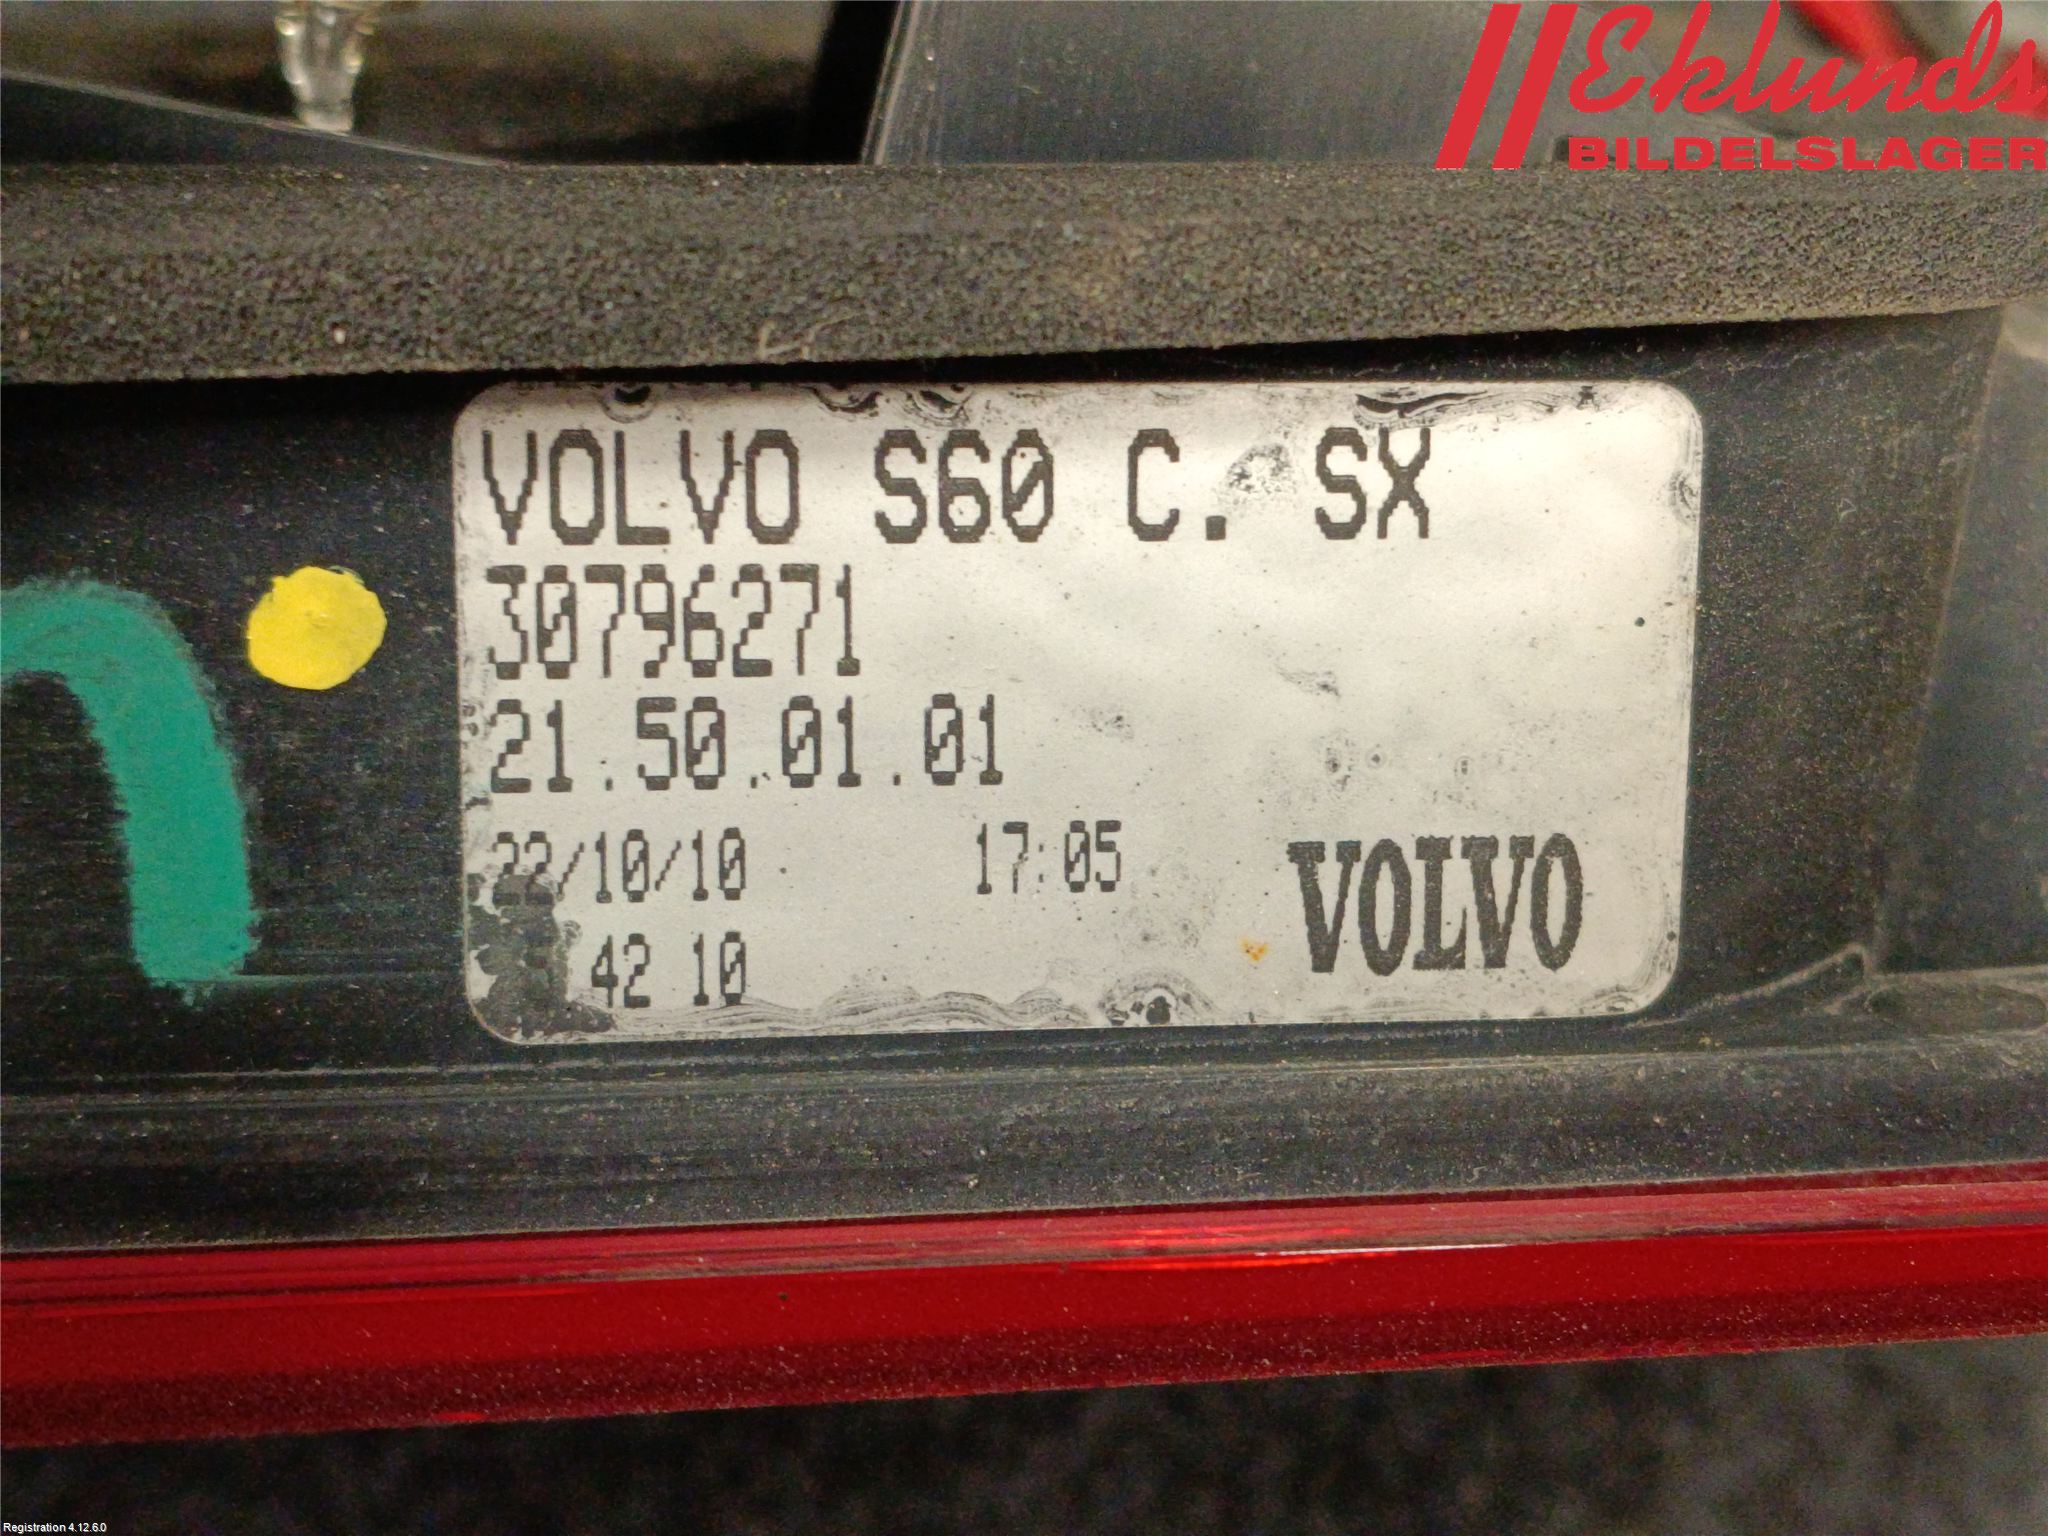 Eklunds
BILDELSLAGER
VOLVO S60 C. SX
30796271
21.50.01.01
22/10/10 17:05
VOLVO
42 10
Registration 4.12.6.0